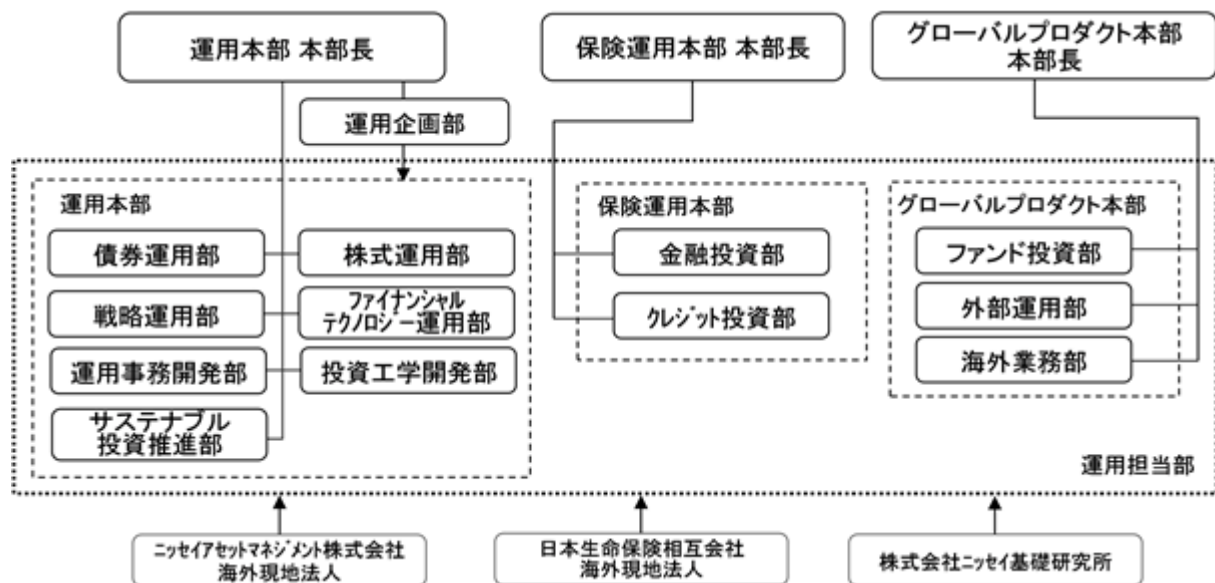 運用本部 本部長
保険運用本部 本部長
グローバルプロダクト本部
本部長
運用企画部
運用本部
債券運用部
株式運用部
戦略運用部
ファイナンシャル
テクノロジー運用部
運用事務開発部
投資工学開発部
サステナブル
投資推進部
保険運用本部
金融投資部
クレジット投資部
グローバルプロダクト本部
ファンド投資部
外部運用部
海外業務部
運用担当部
ニッセイアセットマネジメント株式会社
海外現地法人
日本生命保険相互会社
海外現地法人
株式会社ニッセイ基礎研究所